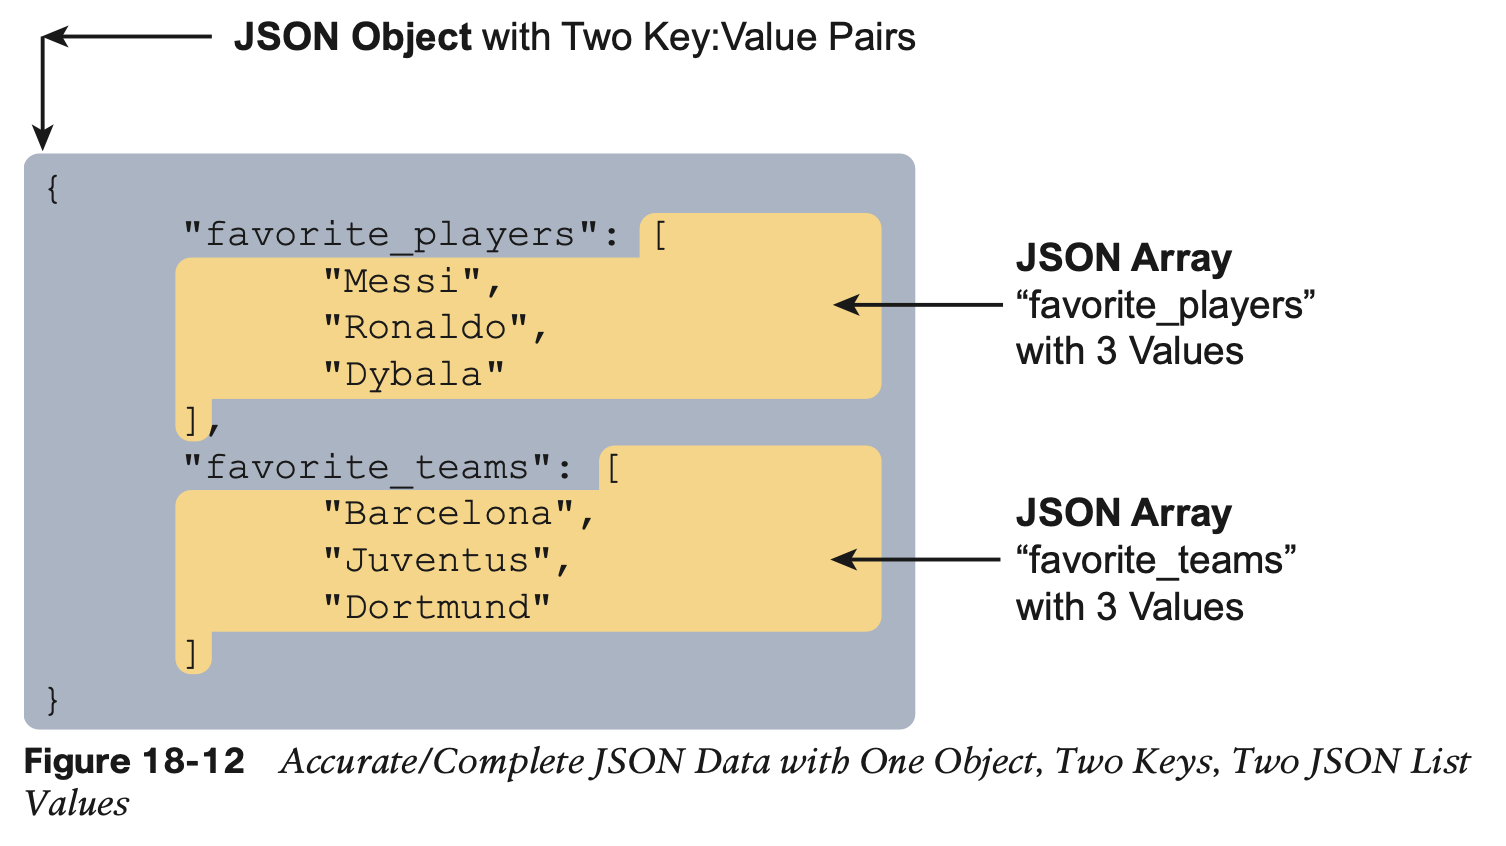 JSON Object with Two Key:Value Pairs
{
"favorite_players": [
"Messi",
"Ronaldo",
"Dybala"
],
"favorite_teams": [
"Barcelona",
"Juventus",
"Dortmund"
]
}
JSON Array
“favorite_players”
with 3 Values
JSON Array
“favorite_teams”
with 3 Values
Figure 18-12 Accurate/Complete JSON Data with One Object, Two Keys, Two JSON List
Values